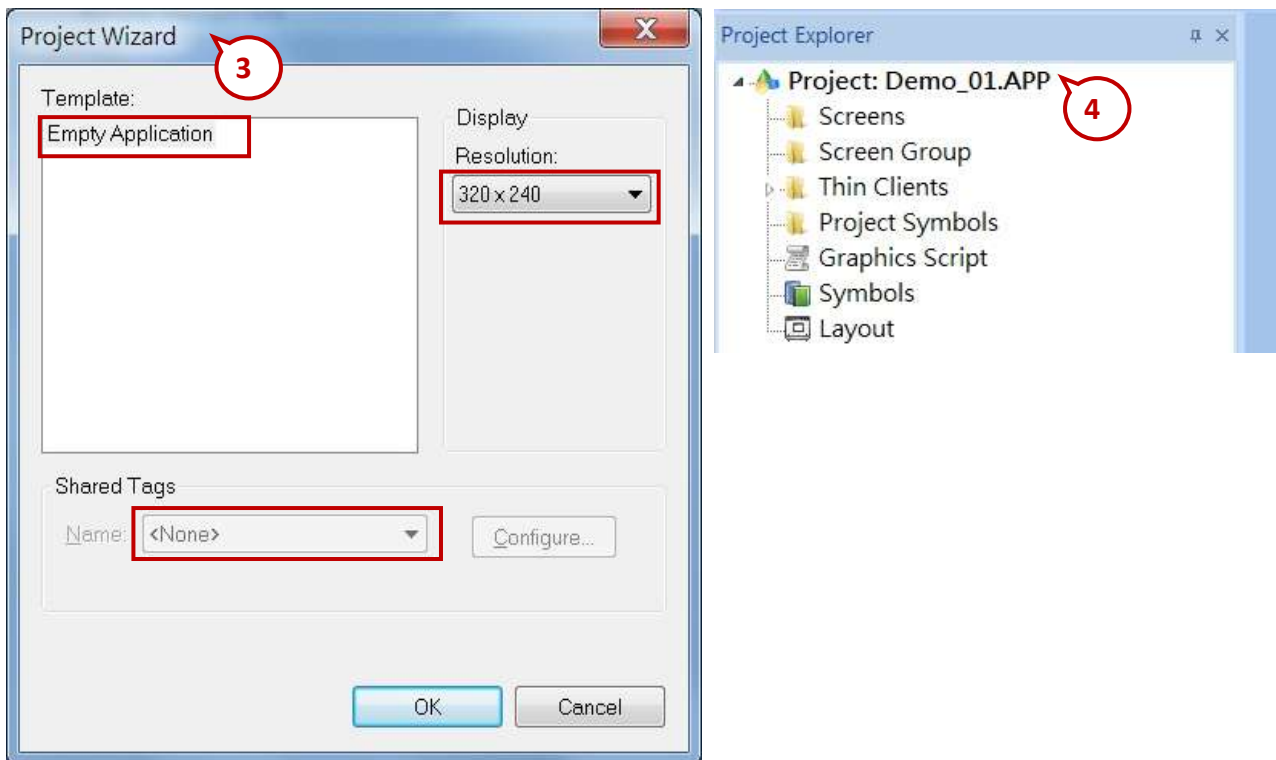 Project Wizard
X
3
Template:
Empty Application
Display
Resolution:
320 x 240
Shared Tags
Name:
<None>
Configure...
OK
Cancel
Project Explorer
Project: Demo_01.APP
4
Screens
Screen Group
Thin Clients
Project Symbols
Graphics Script
Symbols
Layout